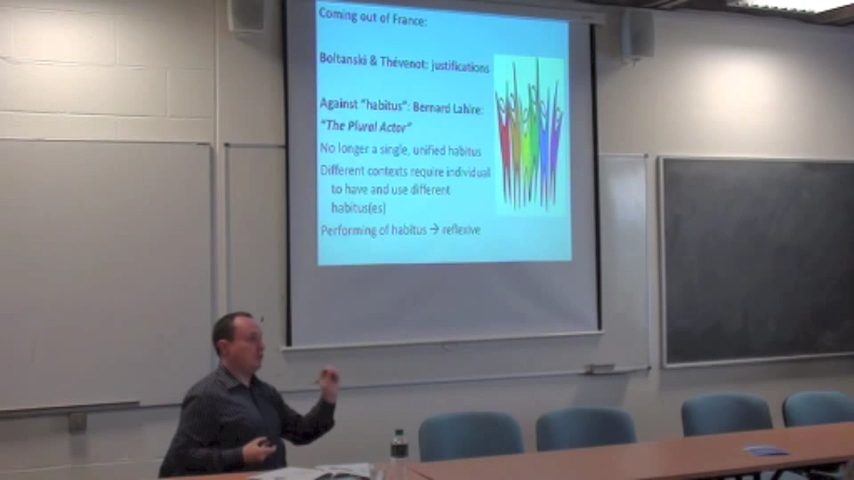 Coming out of France:
Boltanski & Thévenot: justifications
Against "habitus": Bernard Lahire:
"The Plural Actor"
No longer a single, unified habitus
Different contexts require individual
to have and use different
habitus(es)
Performing of habitus → reflexive